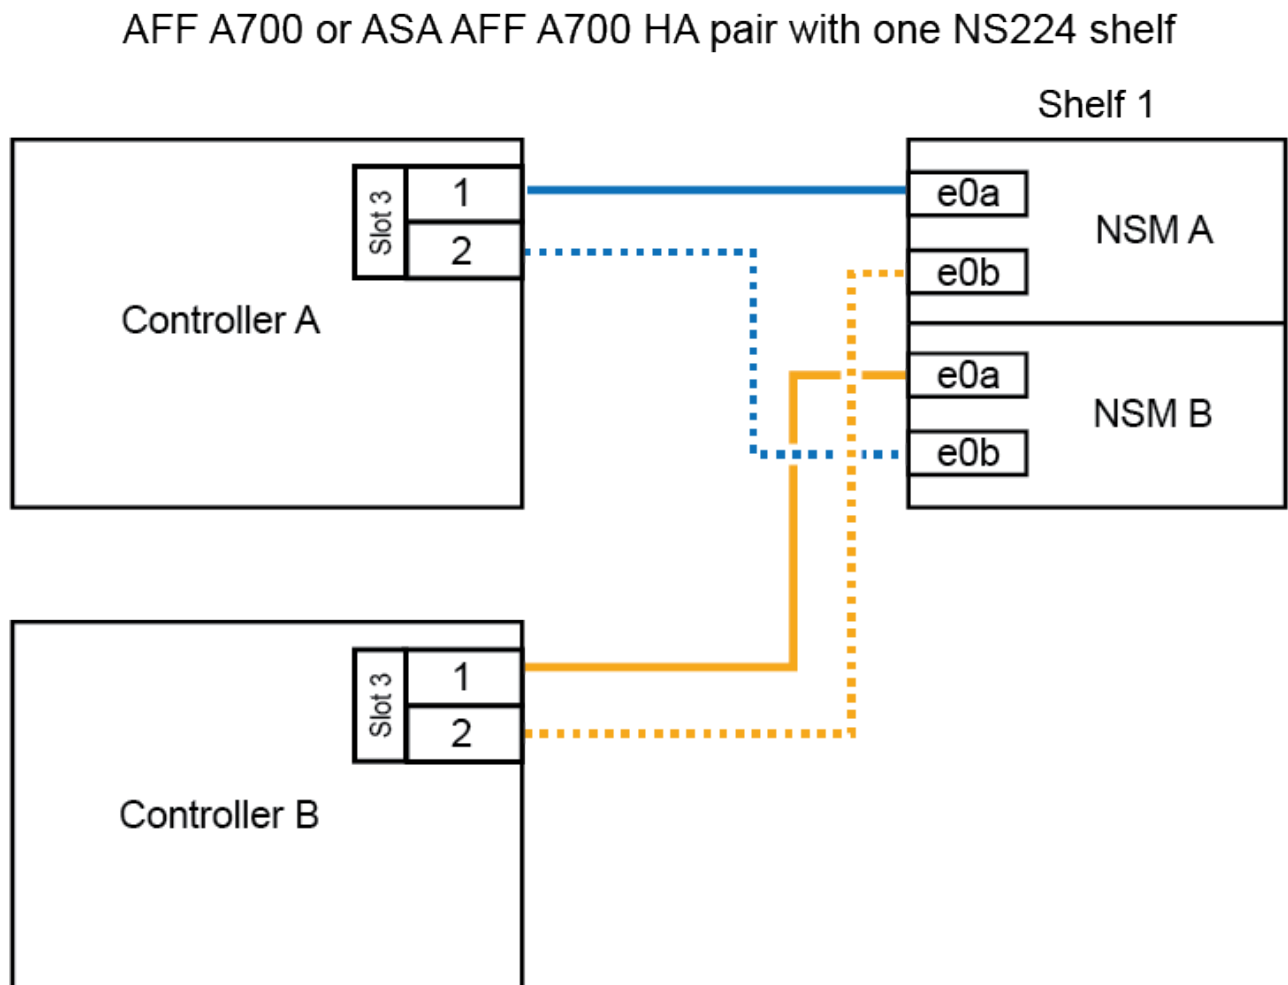 AFF A700 or ASA AFF A700 HA pair with one NS224 shelf
Shelf 1
Slot 3
1
2
Controller A
e0a
e0b
NSM A
e0a
e0b
NSM B
Slot 3
1
2
Controller B